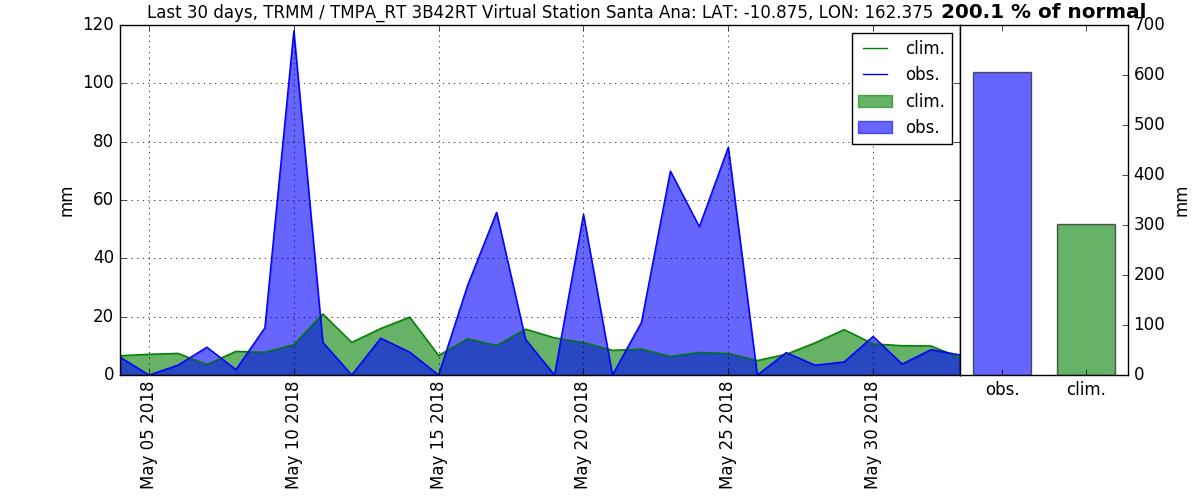 Last 30 days, TRMM / TMPA_RT 3B42RT Virtual Station Santa Ana: LAT: -10.875, LON: 162.375 200.1 % of normal
120
100
80
60
40
20
0
mm
May 05 2018
May 10 2018
May 15 2018
May 20 2018
May 25 2018
May 30 2018
clim.
obs.
clim.
obs.
700
600
500
400
300
200
100
0
mm
obs. clim.